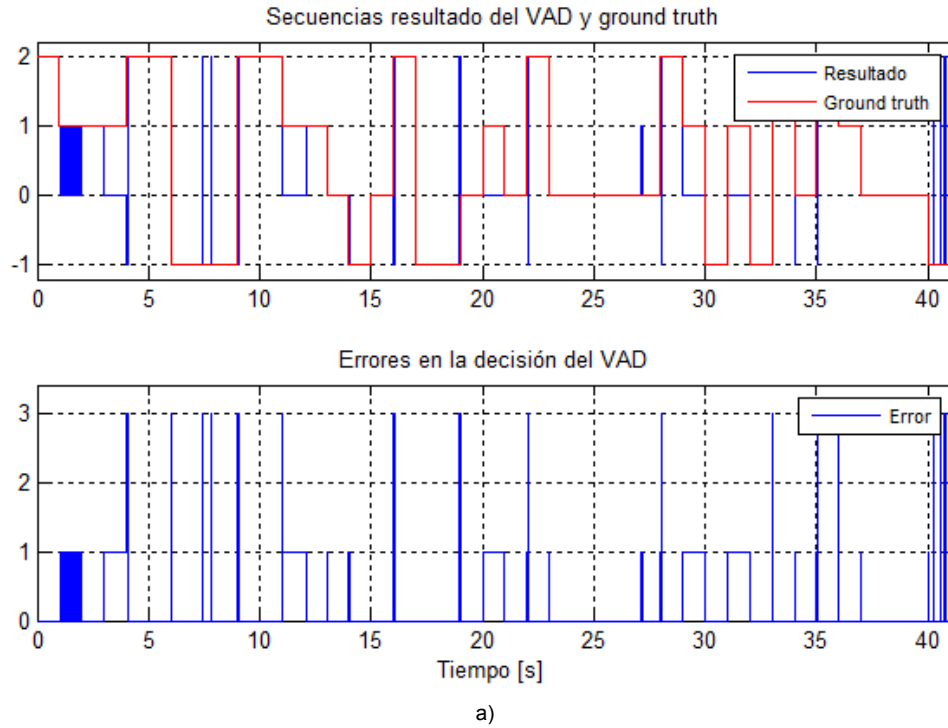 Secuencias resultado del VAD y ground truth
2
1
0
-1
Resultado
Ground truth
0 5 10 15 20 25 30 35 40
Errores en la decisión del VAD
3
2
1
0
Error
0 5 10 15 20 25 30 35 40
Tiempo [s]
a)